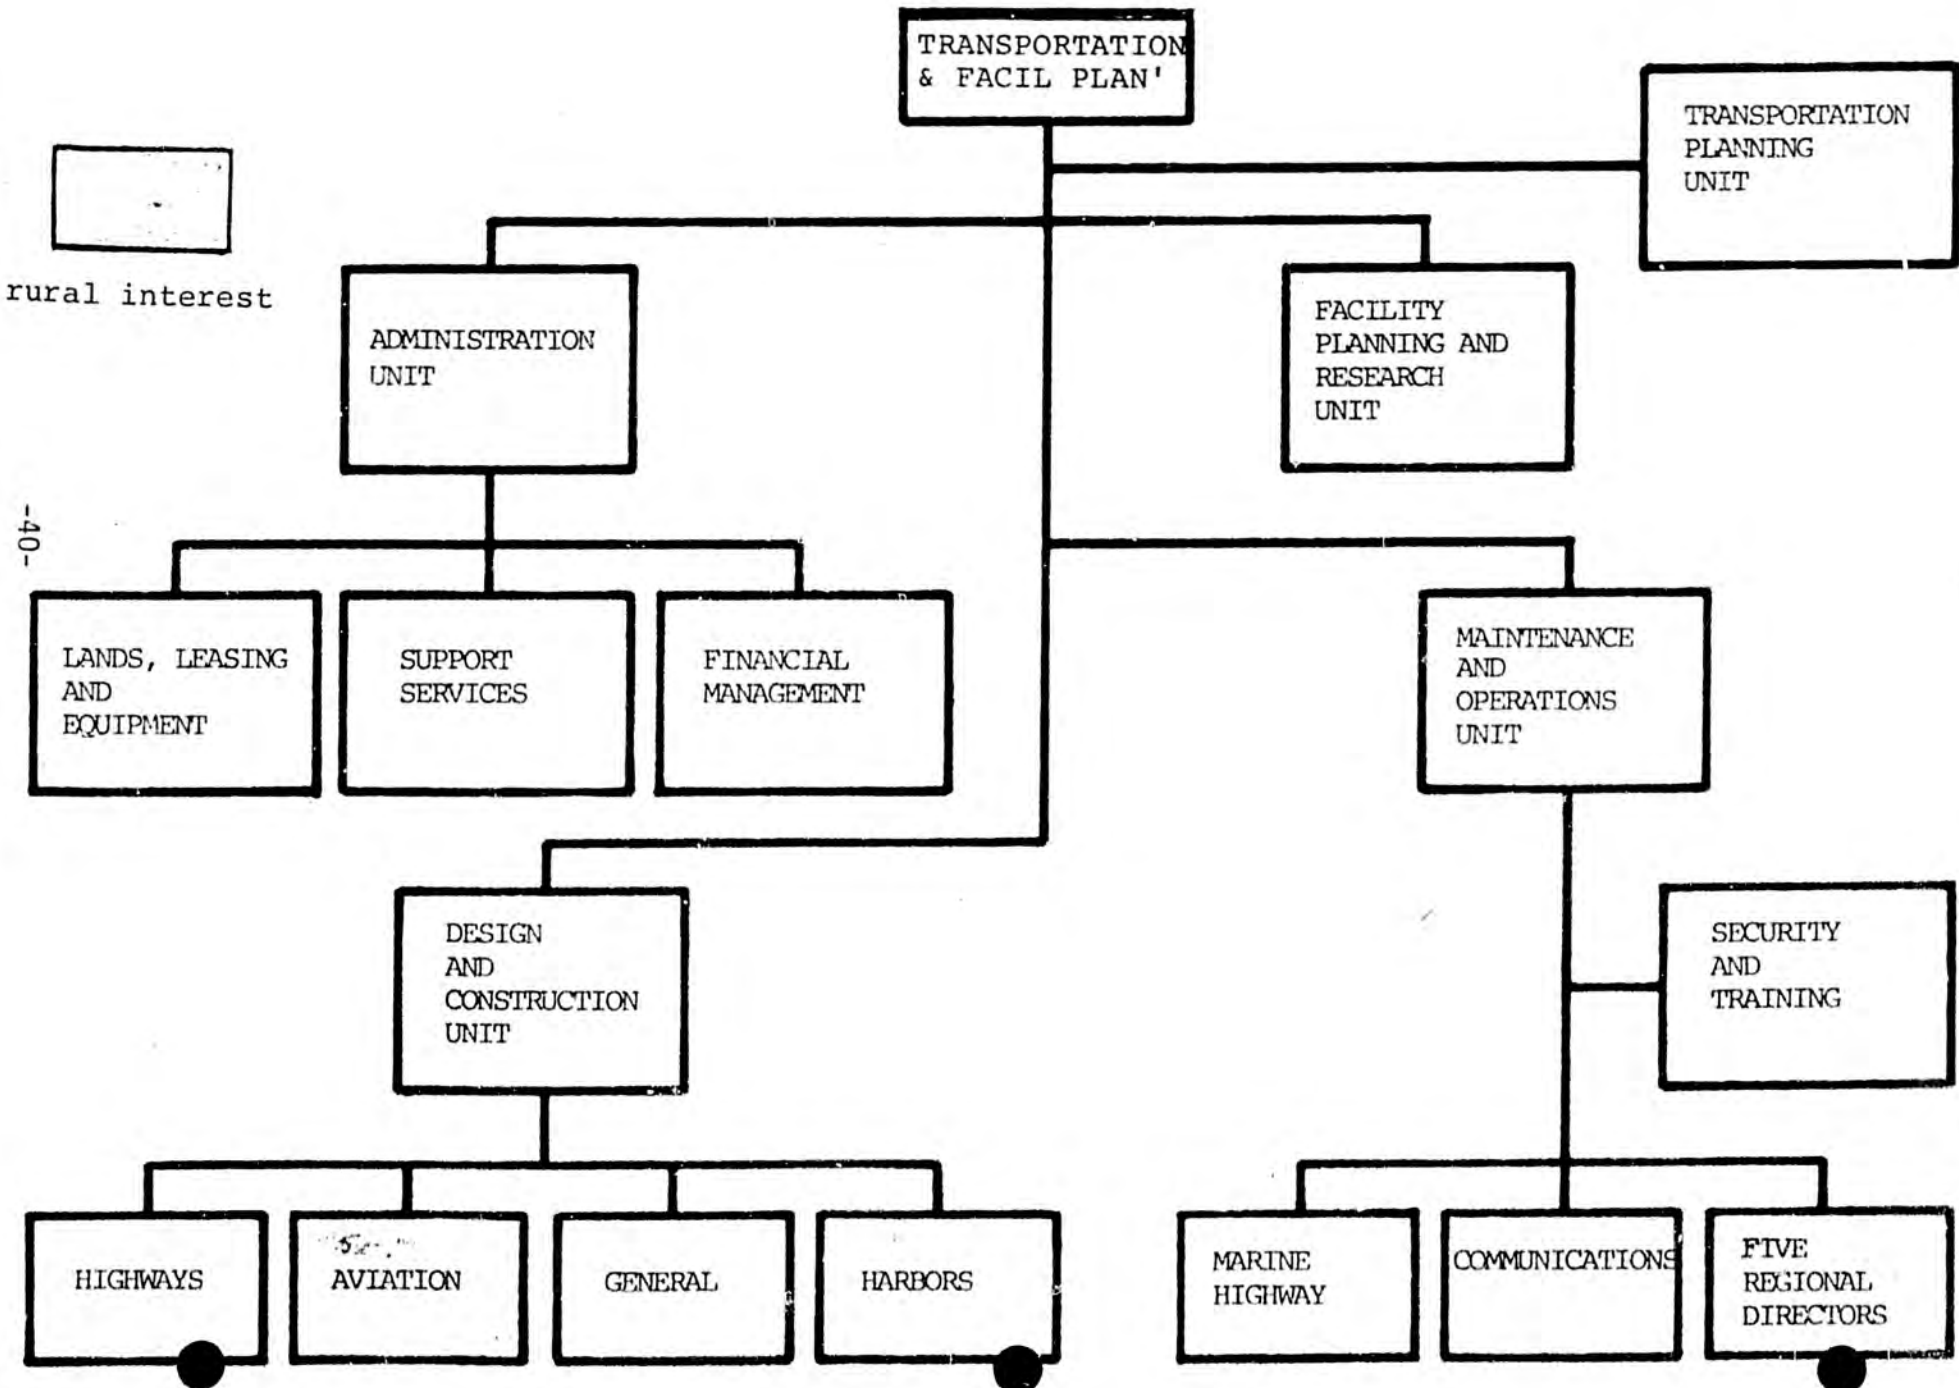 TRANSPORTATION
& FACIL PLAN'
TRANSPORTATION
PLANNING
UNIT
rural interest
ADMINISTRATION
UNIT
FACILITY
PLANNING AND
RESEARCH
UNIT
-40-
LANDS, LEASING
AND
EQUIPMENT
SUPPORT
SERVICES
FINANCIAL
MANAGEMENT
MAINTENANCE
AND
OPERATIONS
UNIT
DESIGN
AND
CONSTRUCTION
UNIT
SECURITY
AND
TRAINING
HIGHWAYS
AVIATION
GENERAL
HARBORS
MARINE
HIGHWAY
COMMUNICATIONS
FIVE
REGIONAL
DIRECTORS